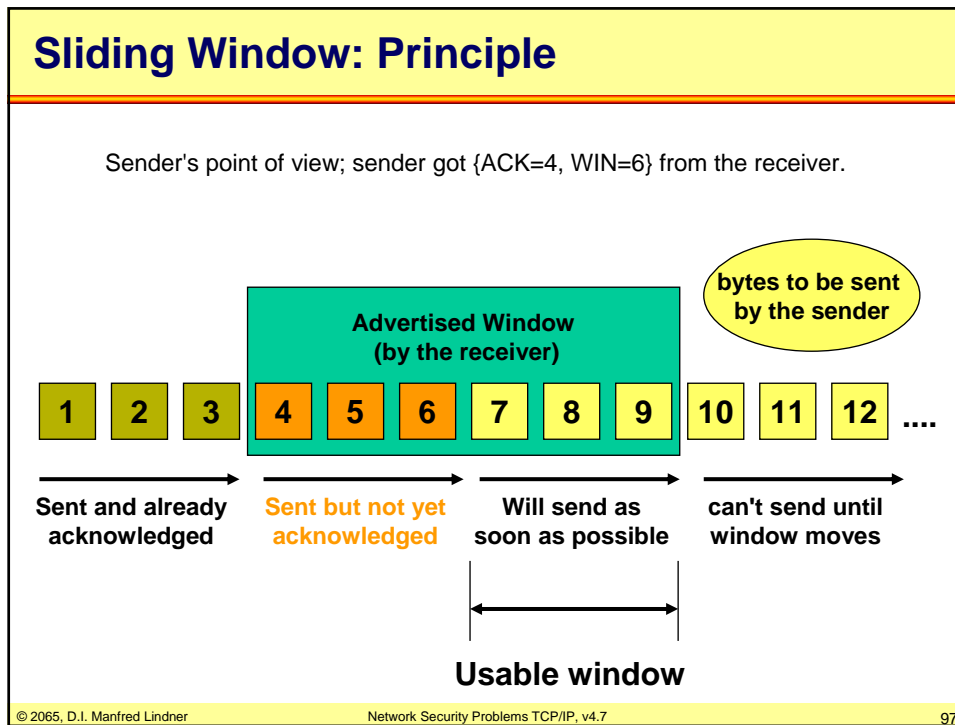 Sliding Window: Principle
Sender's point of view; sender got {ACK=4, WIN=6} from the receiver.
bytes to be sent
by the sender
Advertised Window
(by the receiver)
1 2 3 4 5 6 7 8 9 10 11 12 ....
Sent and already
acknowledged
Sent but not yet
acknowledged
Will send as
soon as possible
can't send until
window moves
Usable window
© 2065, D.I. Manfred Lindner
Network Security Problems TCP/IP, v4.7
97